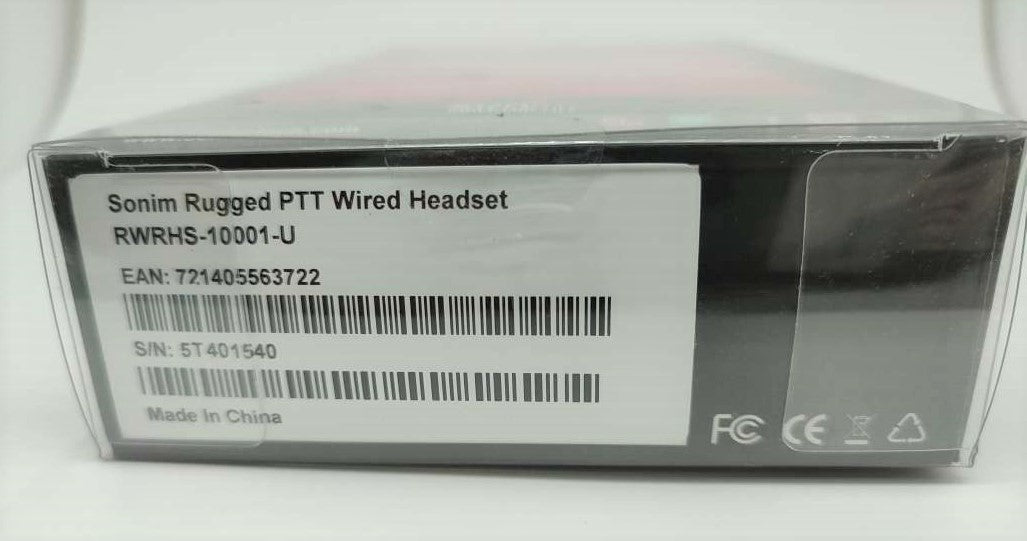 Sonim Rugged PTT Wired Headset
RWRHS-10001-U
EAN: 721405563722
S/N: 5T401540
Made In China
FC CE